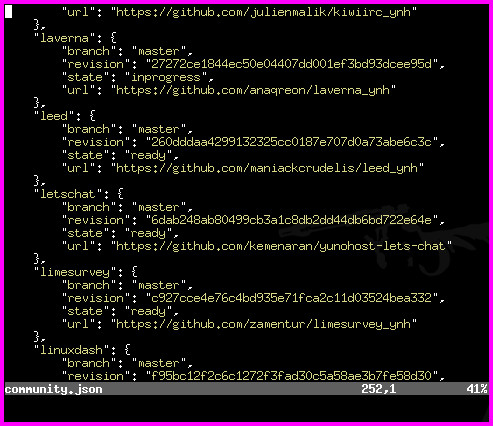 "url": "https://github.com/julienmalik/kiwiirc_ynh"
},
"laverna": {
"branch": "master",
"revision": "27272ce1844ec50e04407dd001ef3bd93dcee95d",
"state": "inprogress",
"url": "https://github.com/anaqreon/laverna_ynh"
},
"leed": {
"branch": "master",
"revision": "260dddaa4299132325cc0187e707d0a73abe6c3c",
"state": "ready",
"url": "https://github.com/maniackcrudelis/leed_ynh"
},
"letschat": {
"branch": "master",
"revision": "6dab248ab80499cb3a1c8db2dd44db6bd722e64e",
"state": "ready",
"url": "https://github.com/kemenaran/yunohost-lets-chat"
},
"limesurvey": {
"branch": "master",
"revision": "c927cce4e76c4bd935e71fca2c11d03524bea332",
"state": "ready",
"url": "https://github.com/zamentur/limesurvey_ynh"
},
"linuxdash": {
"branch": "master",
"revision": "f95bc12f2c6c1272f3fad30c5a58ae3b7fe58d30",
community.json 252,1 41%